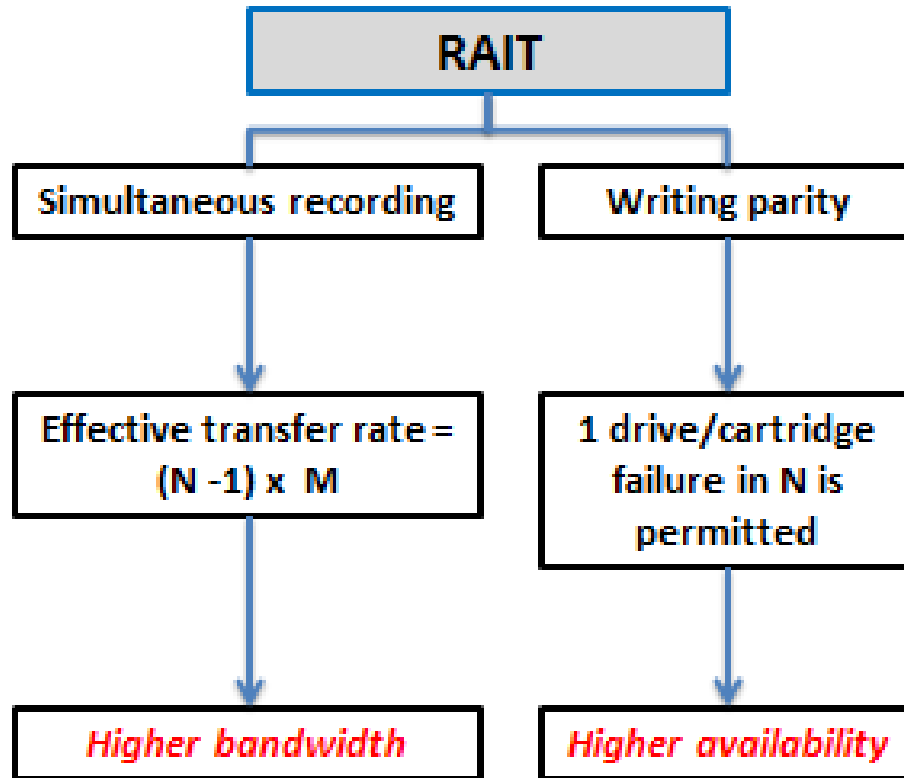 RAIT
Simultaneous recording
Writing parity
Effective transfer rate =
(N -1) x M
1 drive/cartridge
failure in N is
permitted
Higher bandwidth
Higher availability